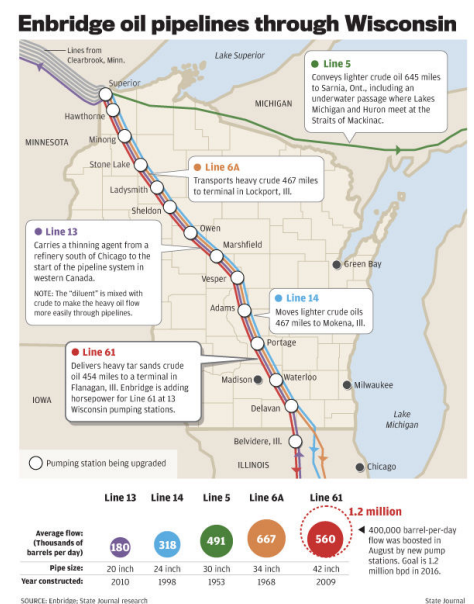 Enbridge oil pipelines through Wisconsin
Lines from
Clearbrook, Minn.
Lake Superior
Superior
Line 5
Conveys lighter crude oil 645 miles
to Sarnia, Ont., including an
underwater passage where Lakes
Michigan and Huron meet at the
Straits of Mackinac.
MICHIGAN
Hawthorne
MINNESOTA
Minong
Stone Lake
Line 6A
Transports heavy crude 467 miles
to terminal in Lockport, Ill.
Ladysmith
Sheldon
Line 13
Carries a thinning agent from a
refinery south of Chicago to the
start of the pipeline system in
western Canada.
NOTE: The "diluent" is mixed with
crude to make the heavy oil flow
more easily through pipelines.
Owen
Marshfield
Green Bay
Vesper
Line 14
Moves lighter crude oils
467 miles to Mokena, Ill.
Adams
Portage
Line 61
Delivers heavy tar sands crude
oil 454 miles to a terminal in
Flanagan, Ill. Enbridge is adding
horsepower for Line 61 at 13
Wisconsin pumping stations.
Madison
Waterloo
Milwaukee
IOWA
Delavan
Lake
Michigan
Belvidere, Ill.
Pumping station being upgraded
ILLINOIS
Chicago
Line 13 Line 14 Line 5 Line 6A Line 61
1.2 million
Average flow:
(Thousands of
barrels per day)
180 318 491 667 560
400,000 barrel-per-day
flow was boosted in
August by new pump
stations. Goal is 1.2
million bpd in 2016.
Pipe size: 20 inch 24 inch 30 inch 34 inch 42 inch
Year constructed: 2010 1998 1953 1968 2009
SOURCE: Enbridge; State Journal research
State Journal